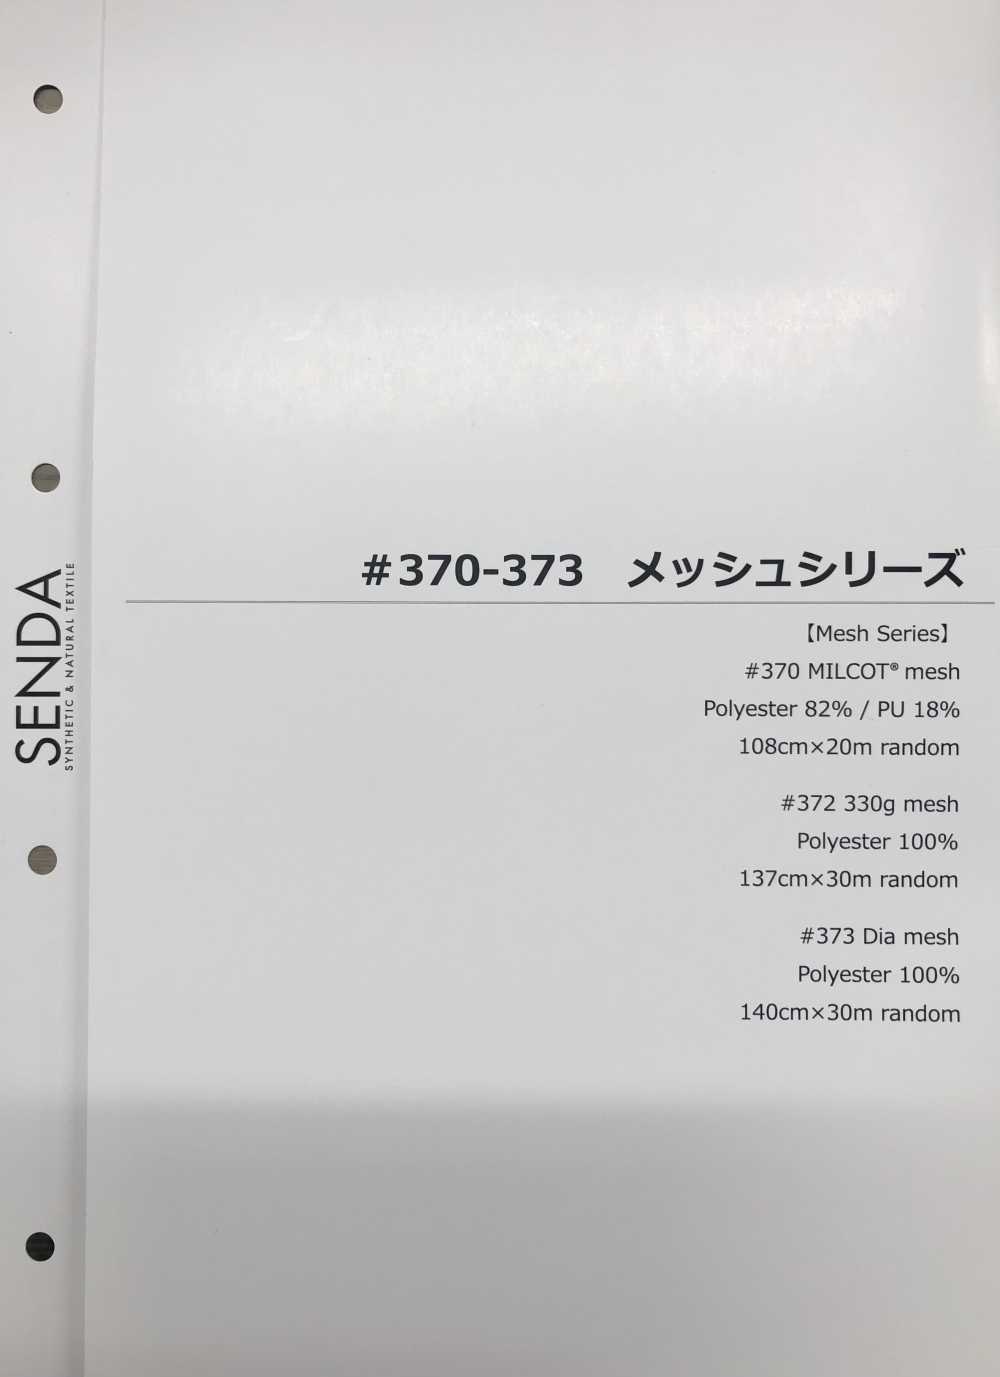 #370-373 メッシュシリーズ
【Mesh Series】
#370 MILCOT® mesh
Polyester 82% / PU 18%
108cm×20m random
#372 330g mesh
Polyester 100%
137cm×30m random
#373 Dia mesh
Polyester 100%
140cm×30m random
SENDA
SYNTHETIC & NATURAL TEXTILE